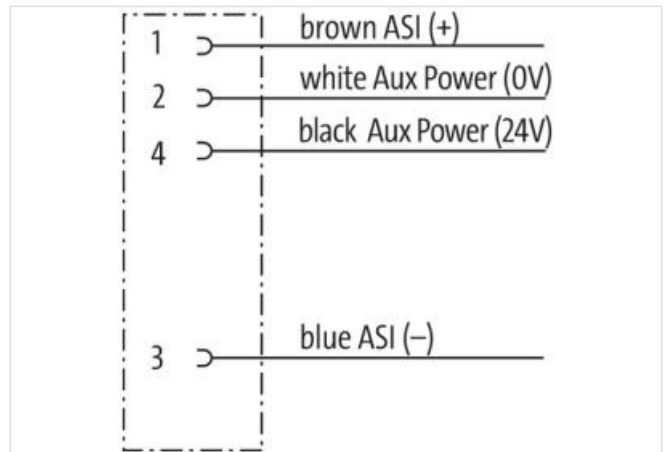 1 brown ASI (+)
2 white Aux Power (0V)
4 black Aux Power (24V)
3 blue ASI (–)